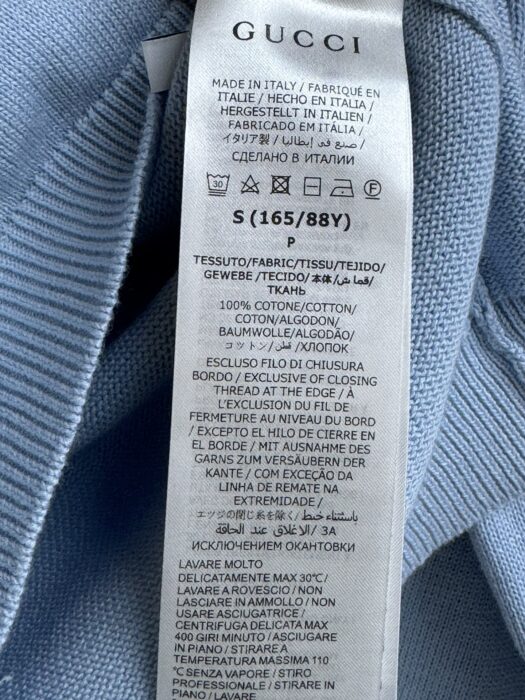 GUCCI
MADE IN ITALY / FABRIQUÉ EN
ITALIE / HECHO EN ITALIA /
HERGESTELLT IN ITALIEN /
FABRICADO EM ITÁLIA /
イタリア製 / صنع في إيطاليا /
СДЕЛАНО В ИТАЛИИ
30
S (165/88Y)
P
TESSUTO/FABRIC/TISSU/TEJIDO/
GEWEBE /TECIDO/本体/قماش/
ТКАНЬ
100% COTONE/COTTON/
COTON/ALGODON/
BAUMWOLLE/ALGODÃO/
コットン/قطن/ХЛОПОК
ESCLUSO FILO DI CHIUSURA
BORDO / EXCLUSIVE OF CLOSING
THREAD AT THE EDGE / À
L'EXCLUSION DU FIL DE
FERMETURE AU NIVEAU DU BORD
/ EXCEPTO EL HILO DE CIERRE EN
EL BORDE / MIT AUSNAHME DES
GARNS ZUM VERSÄUBERN DER
KANTE / COM EXCEÇÃO DA
LINHA DE REMATE NA
EXTREMIDADE /
エッジの閉じ糸を除く/ باستثناء خيط
الإغلاق عند الحافة / ЗА
ИСКЛЮЧЕНИЕМ ОКАНТОВКИ
LAVARE MOLTO
DELICATAMENTE MAX 30°C/
LAVARE A ROVESCIO / NON
LASCIARE IN AMMOLLO / NON
USARE ASCIUGATRICE /
CENTRIFUGA DELICATA MAX
400 GIRI MINUTO / ASCIUGARE
IN PIANO / STIRARE A
TEMPERATURA MASSIMA 110
°C SENZA VAPORE / STIRO
PROFESSIONALE / STIRARE IN
PIANO / LAVARE